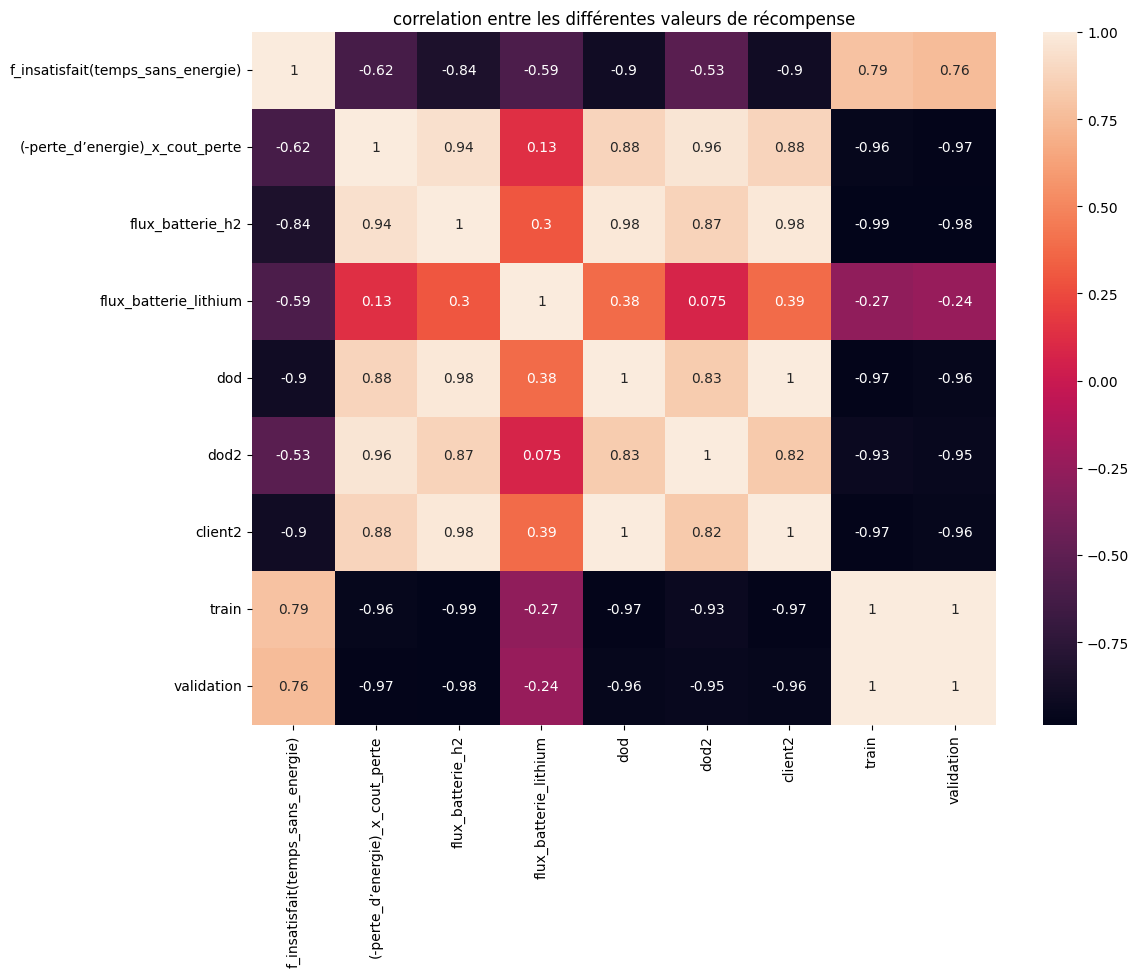 correlation entre les différentes valeurs de récompense
f_insatisfait(temps_sans_energie)
1 -0.62 -0.84 -0.59 -0.9 -0.53 -0.9 0.79 0.76
(-perte_d’energie)_x_cout_perte
-0.62 1 0.94 0.13 0.88 0.96 0.88 -0.96 -0.97
flux_batterie_h2
-0.84 0.94 1 0.3 0.98 0.87 0.98 -0.99 -0.98
flux_batterie_lithium
-0.59 0.13 0.3 1 0.38 0.075 0.39 -0.27 -0.24
dod
-0.9 0.88 0.98 0.38 1 0.83 1 -0.97 -0.96
dod2
-0.53 0.96 0.87 0.075 0.83 1 0.82 -0.93 -0.95
client2
-0.9 0.88 0.98 0.39 1 0.82 1 -0.97 -0.96
train
0.79 -0.96 -0.99 -0.27 -0.97 -0.93 -0.97 1 1
validation
0.76 -0.97 -0.98 -0.24 -0.96 -0.95 -0.96 1 1
f_insatisfait(temps_sans_energie)
(-perte_d’energie)_x_cout_perte
flux_batterie_h2
flux_batterie_lithium
dod
dod2
client2
train
validation
1.00
0.75
0.50
0.25
0.00
−0.25
−0.50
−0.75